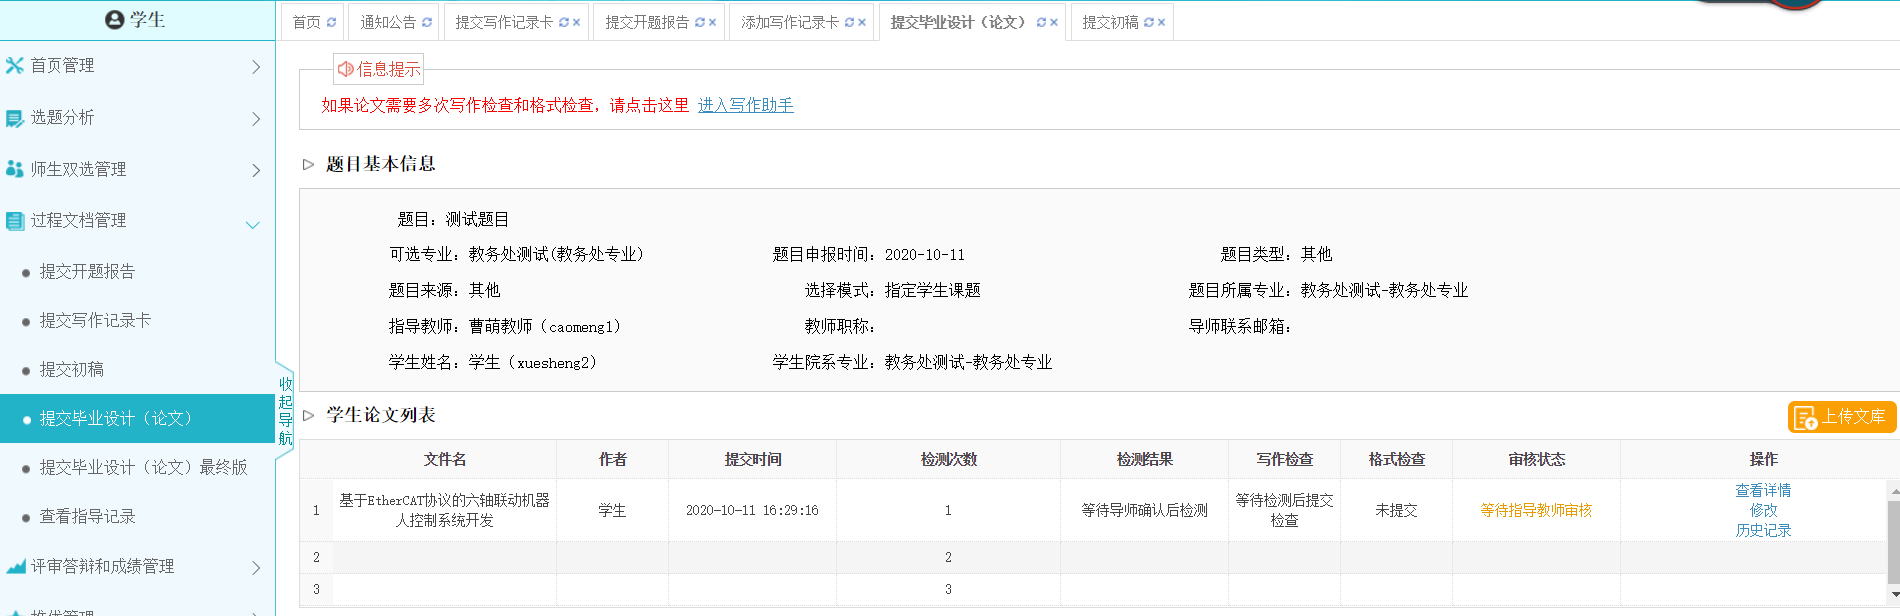 学生
首页 通知公告 提交写作记录卡 提交开题报告 添加写作记录卡 提交毕业设计（论文） 提交初稿
首页管理
选题分析
师生双选管理
过程文档管理
提交开题报告
提交写作记录卡
提交初稿
提交毕业设计（论文）
提交毕业设计（论文）最终版
查看指导记录
评审答辩和成绩管理
推优管理
收起导航
信息提示
如果论文需要多次写作检查和格式检查，请点击这里 进入写作助手
题目基本信息
题目：测试题目
可选专业：教务处测试(教务处专业) 题目申报时间：2020-10-11 题目类型：其他
题目来源：其他 选择模式：指定学生课题 题目所属专业：教务处测试-教务处专业
指导教师：曹萌教师（caomeng1） 教师职称： 导师联系邮箱：
学生姓名：学生（xuesheng2） 学生院系专业：教务处测试-教务处专业
学生论文列表
上传文库
文件名 作者 提交时间 检测次数 检测结果 写作检查 格式检查 审核状态 操作
1 基于EtherCAT协议的六轴联动机器人控制系统开发 学生 2020-10-11 16:29:16 1 等待导师确认后检测 等待检测后提交检查 未提交 等待指导教师审核 查看详情 修改 历史记录
2 2
3 3